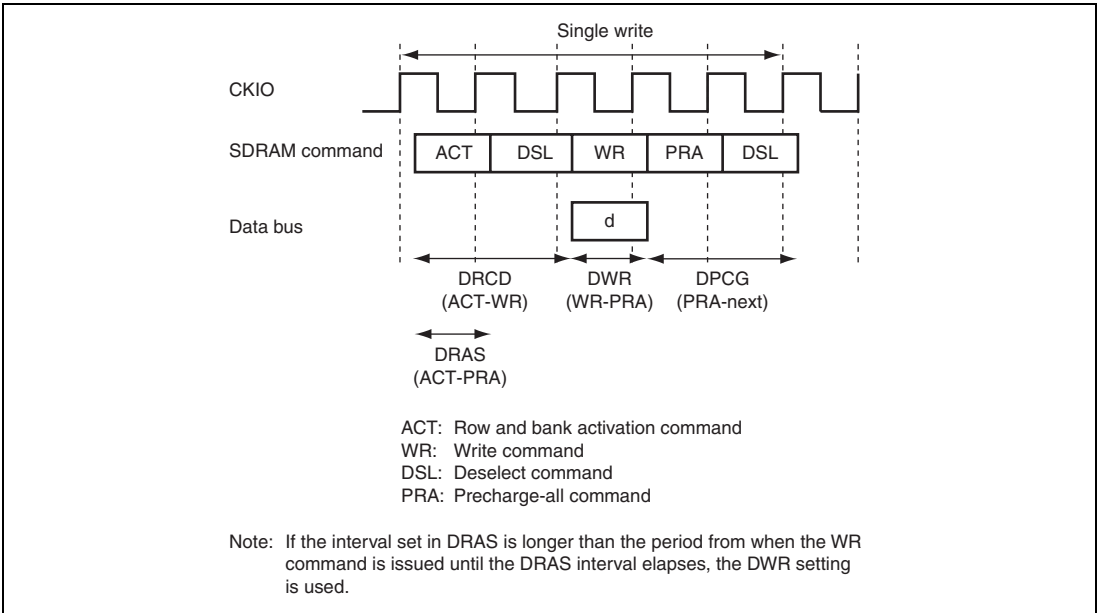 Single write
CKIO
SDRAM command
ACT DSL WR PRA DSL
Data bus
d
DRCD DWR DPCG
(ACT-WR) (WR-PRA) (PRA-next)
DRAS
(ACT-PRA)
ACT: Row and bank activation command
WR: Write command
DSL: Deselect command
PRA: Precharge-all command
Note: If the interval set in DRAS is longer than the period from when the WR
command is issued until the DRAS interval elapses, the DWR setting
is used.